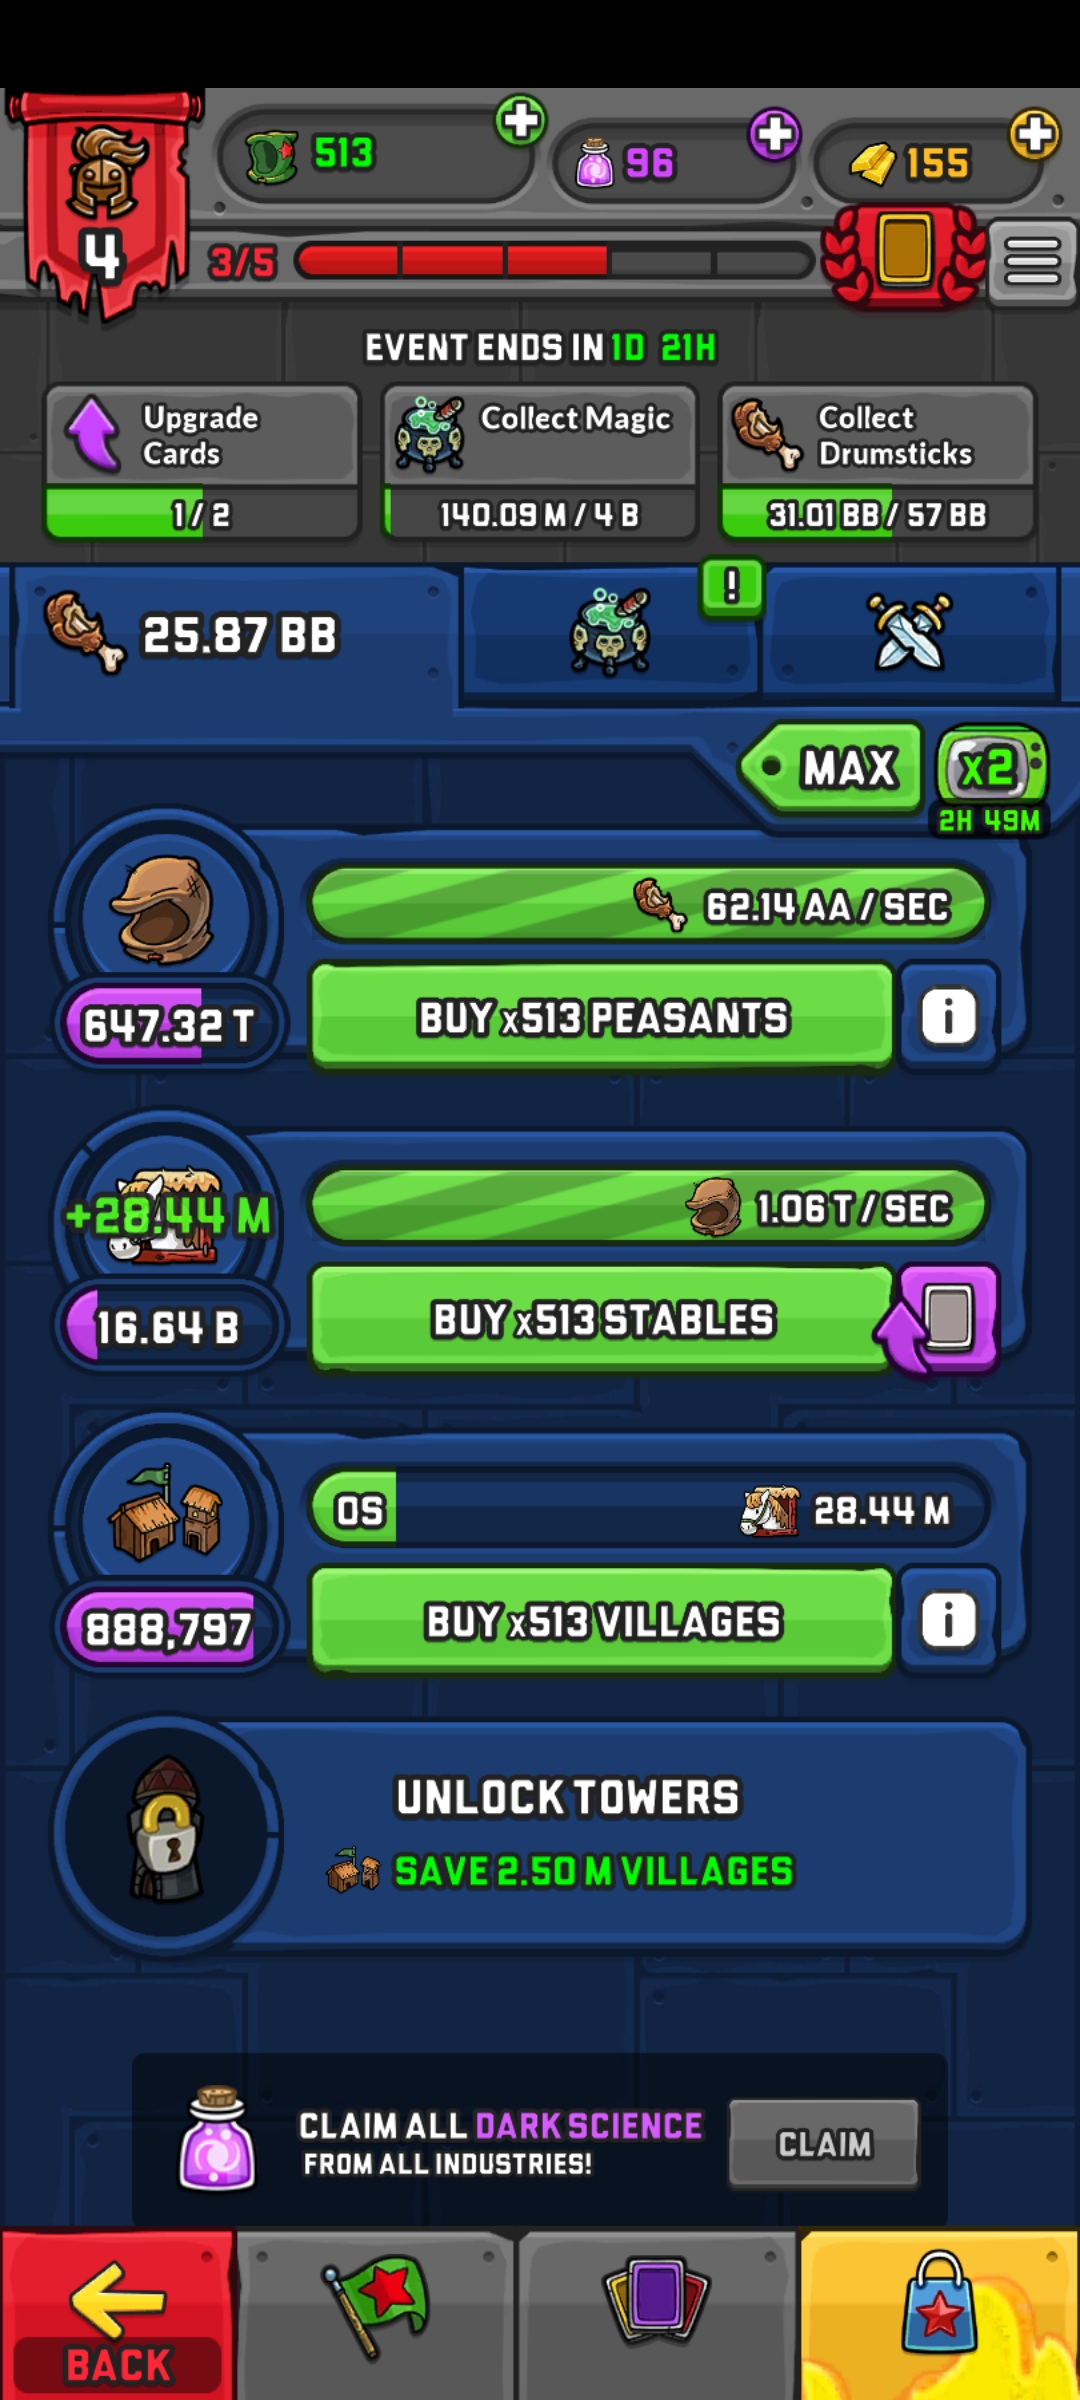 4
513
96
155
3/5
EVENT ENDS IN 1D 21H
Upgrade
Cards
1/2
Collect Magic
140.09 M / 4 B
Collect
Drumsticks
31.01 BB / 57 BB
25.87 BB
!
MAX
x2
2H 49M
62.14 AA / SEC
647.32 T
BUY x513 PEASANTS
i
+28.44 M
1.06 T / SEC
16.64 B
BUY x513 STABLES
0S
28.44 M
888,797
BUY x513 VILLAGES
i
UNLOCK TOWERS
SAVE 2.50 M VILLAGES
CLAIM ALL DARK SCIENCE
FROM ALL INDUSTRIES!
CLAIM
BACK